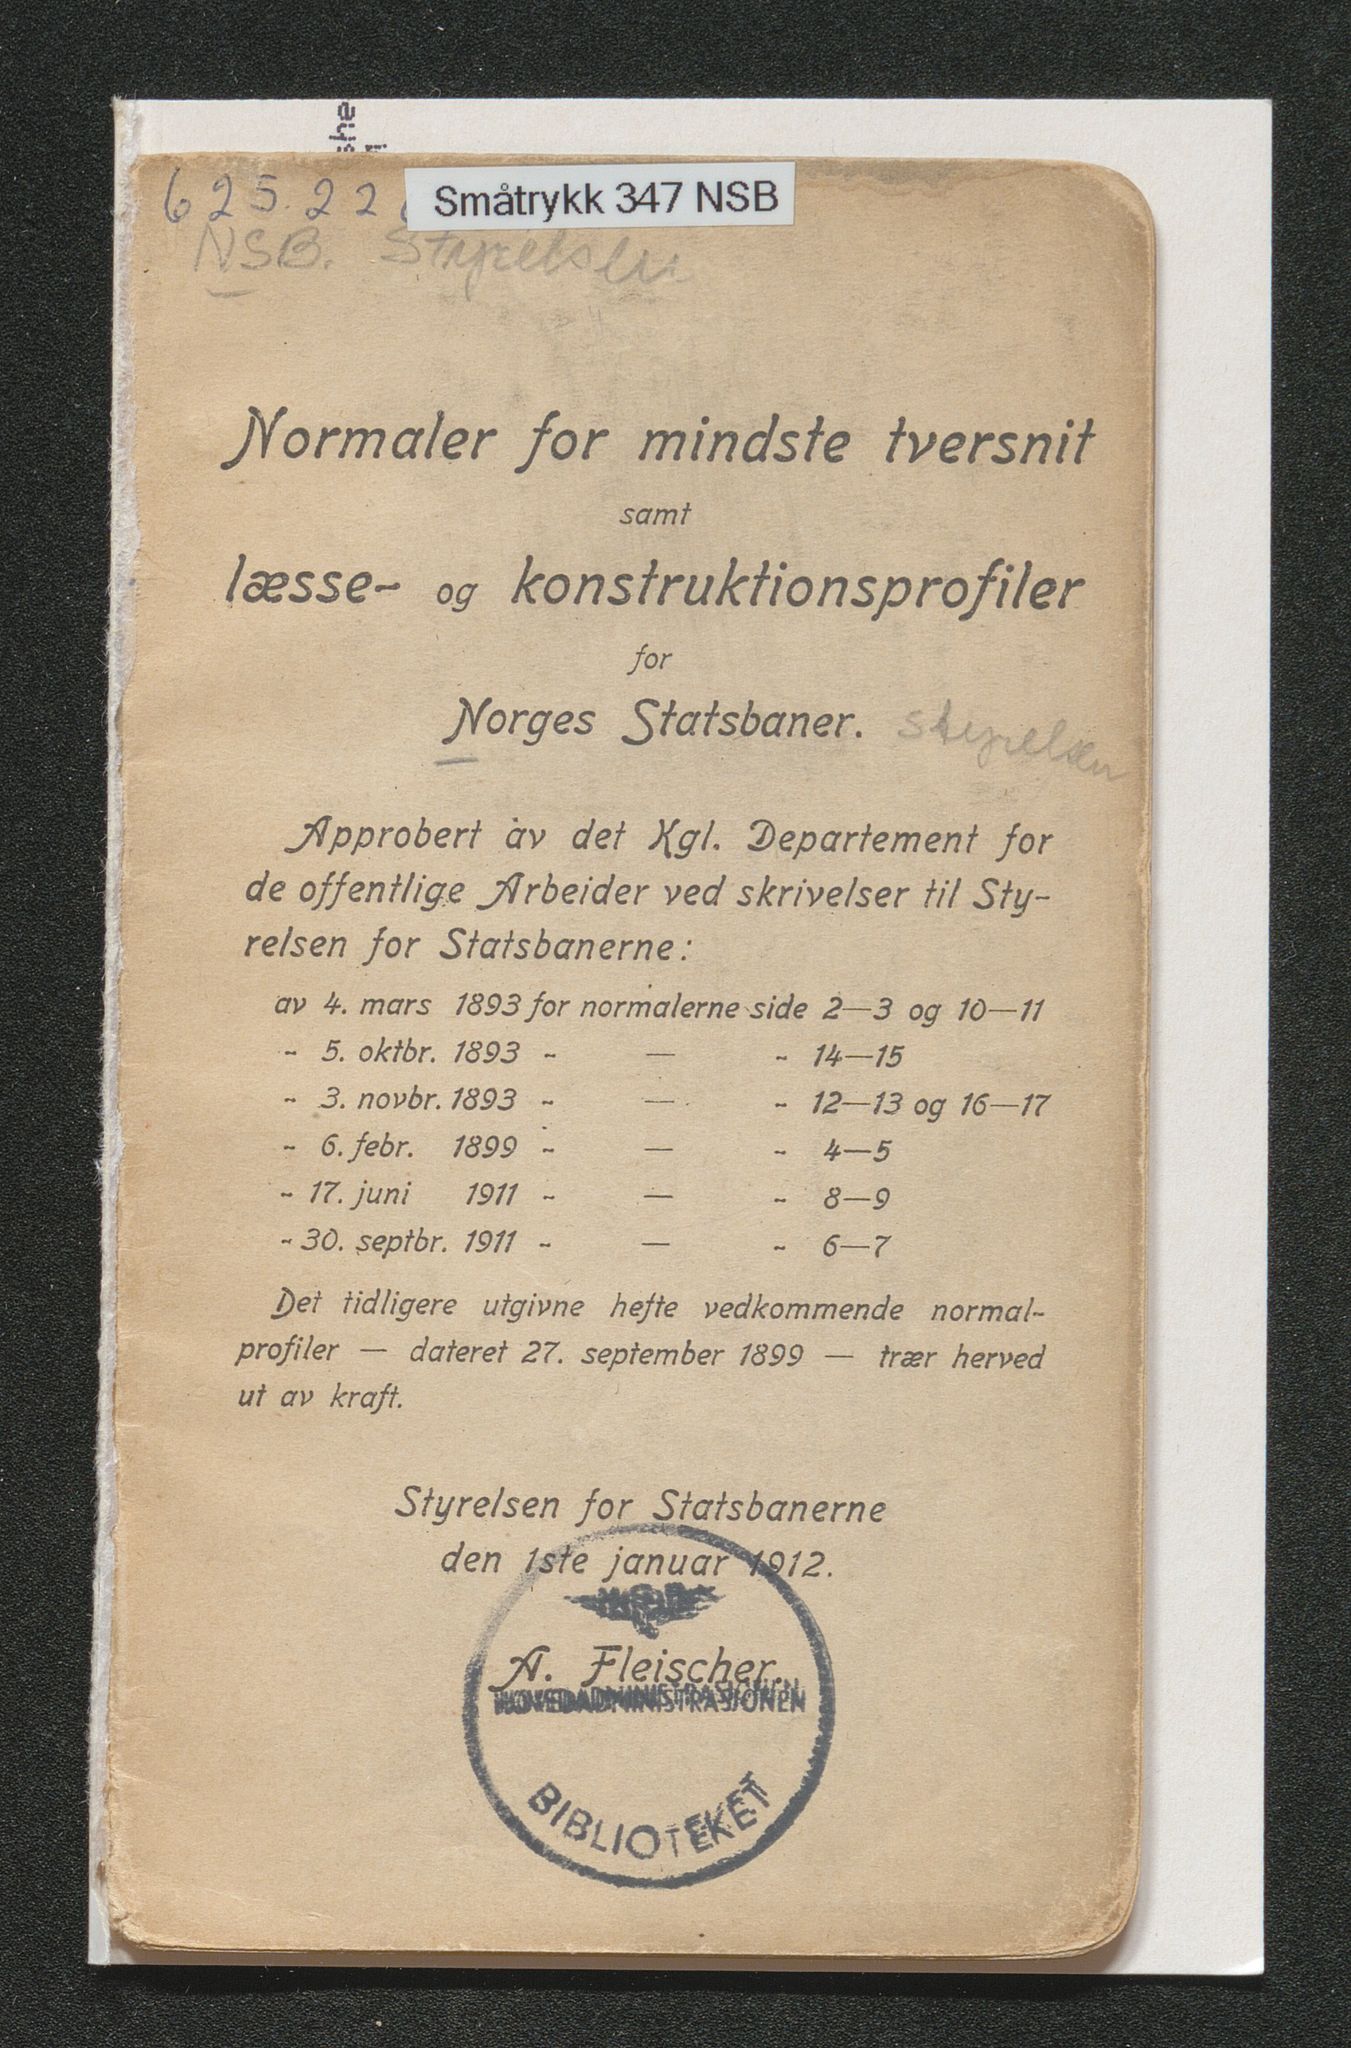 she
625.22
Småtrykk 347 NSB
NSB. Styrelsen
Normaler for mindste tversnit
samt
læsse- og konstruktionsprofiler
for
Norges Statsbaner. styrelsen
Approbert av det Kgl. Departement for
de offentlige Arbeider ved skrivelser til Sty-
relsen for Statsbanerne:
av 4. mars 1893 for normalerne side 2—3 og 10—11
„ 5. oktbr. 1893 „ — „ 14—15
„ 3. novbr. 1893 „ — „ 12—13 og 16—17
„ 6. febr. 1899 „ — „ 4—5
„ 17. juni 1911 „ — „ 8—9
„ 30. septbr. 1911 „ — „ 6—7
Det tidligere utgivne hefte vedkommende normal-
profiler — dateret 27. september 1899 — trær herved
ut av kraft.
Styrelsen for Statsbanerne
den 1ste januar 1912.
A. Fleischer.
HOVEDADMINISTRASJONEN
BIBLIOTEKET